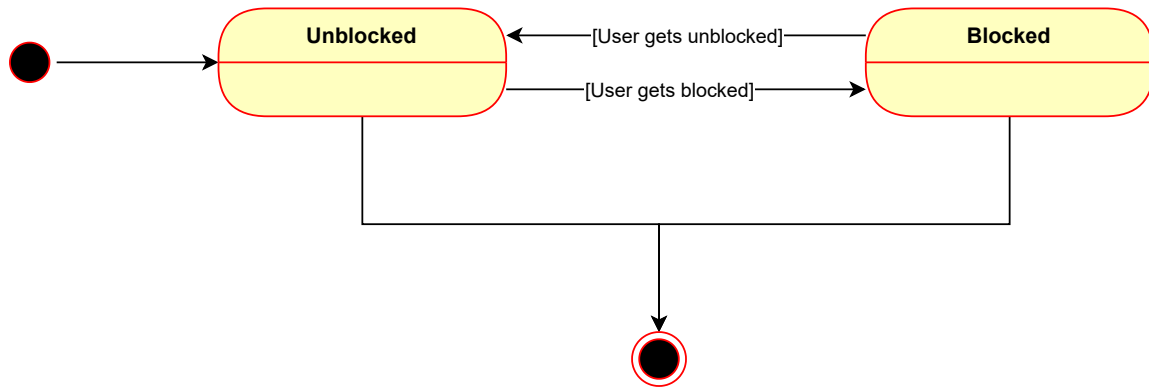 Unblocked
[User gets unblocked]
Blocked
[User gets blocked]